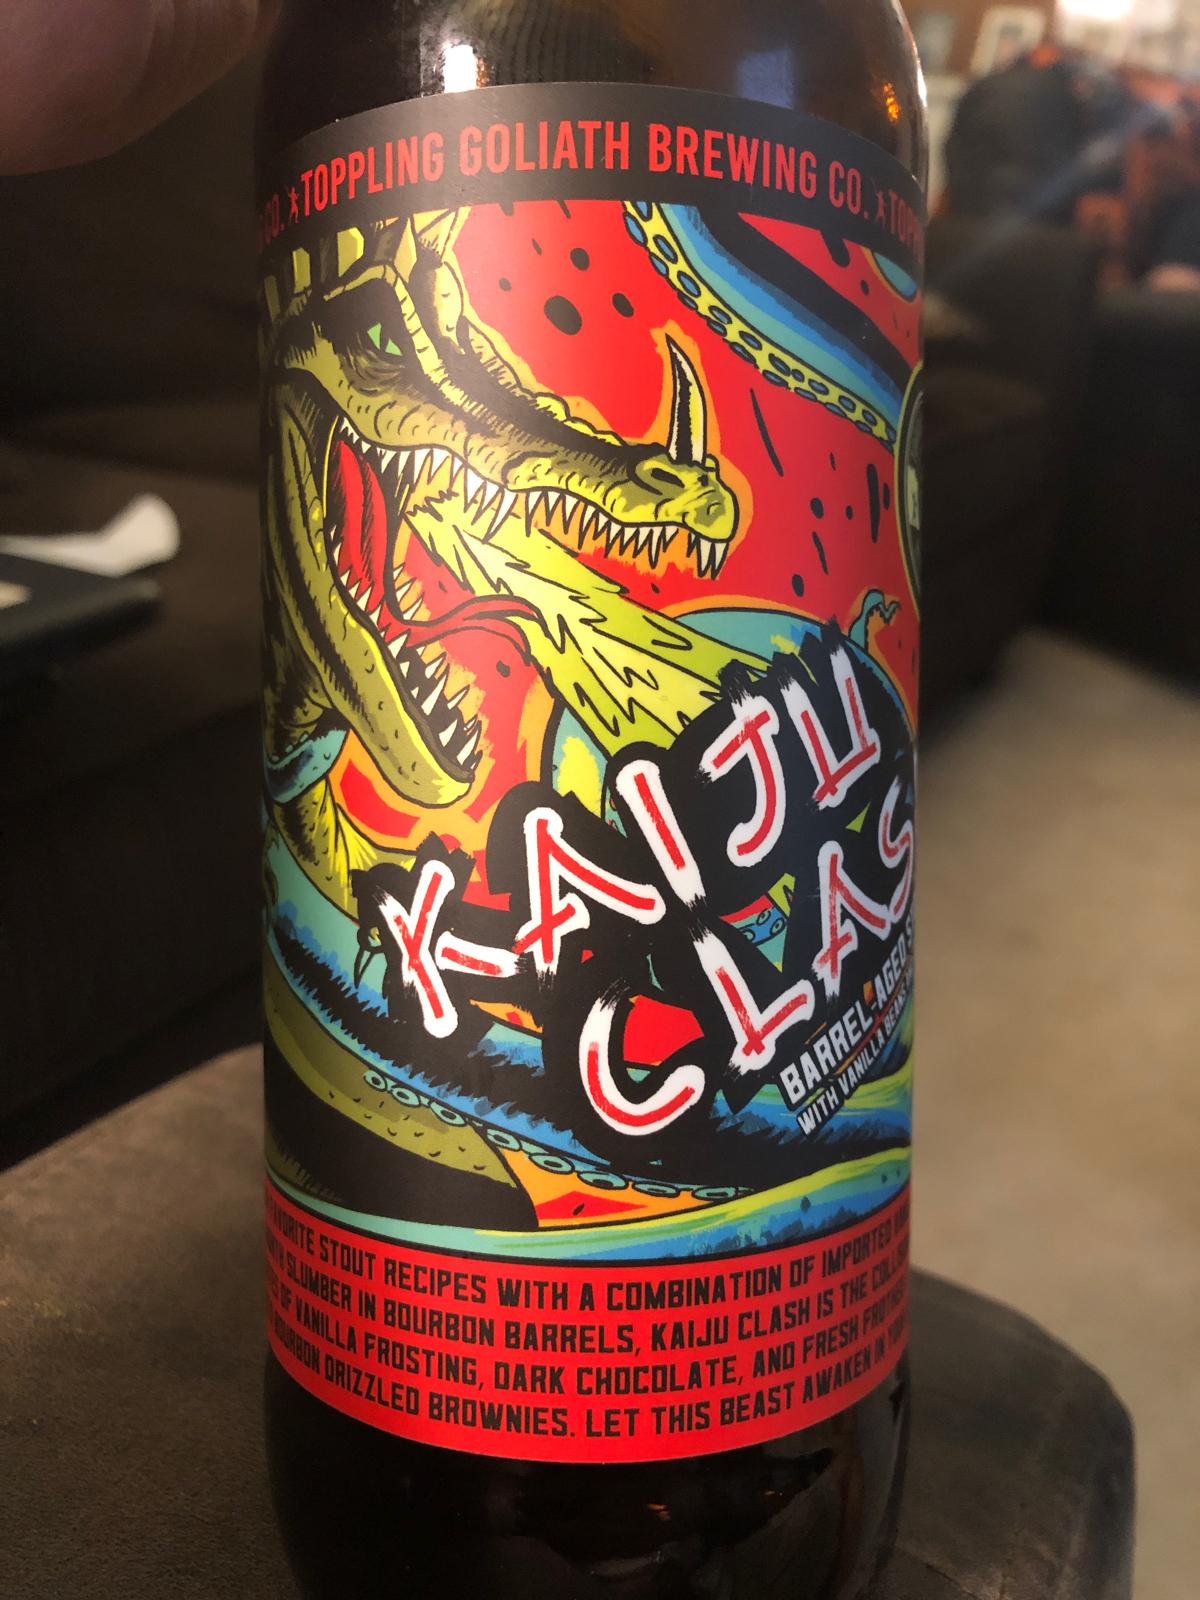 CO. TOPPLING GOLIATH BREWING CO.
KAIJU
CLAS
BARREL-AGED
WITH VANILLA BEANS
FAVORITE STOUT RECIPES WITH A COMBINATION OF IMPORTED
SLUMBER IN BOURBON BARRELS, KAIJU CLASH IS THE
OF VANILLA FROSTING, DARK CHOCOLATE, AND FRESH
BOURBON DRIZZLED BROWNIES. LET THIS BEAST AWAKEN IN